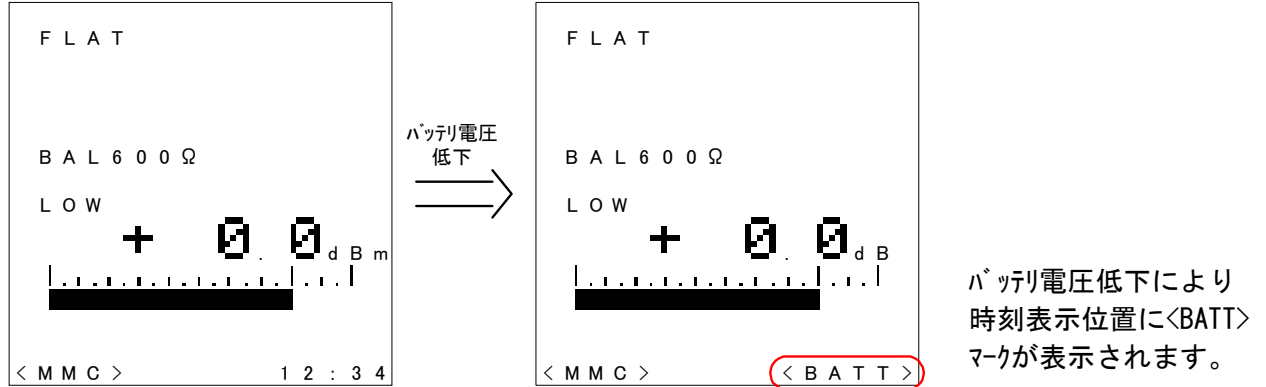 FLAT
BAL600Ω
LOW
+ 0.0dBm
<MMC> 12:34
ﾊﾞｯﾃﾘ電圧
低下
FLAT
BAL600Ω
LOW
+ 0.0dB
<MMC> <BATT>
ﾊﾞｯﾃﾘ電圧低下により
時刻表示位置に<BATT>
ﾏｰｸが表示されます。